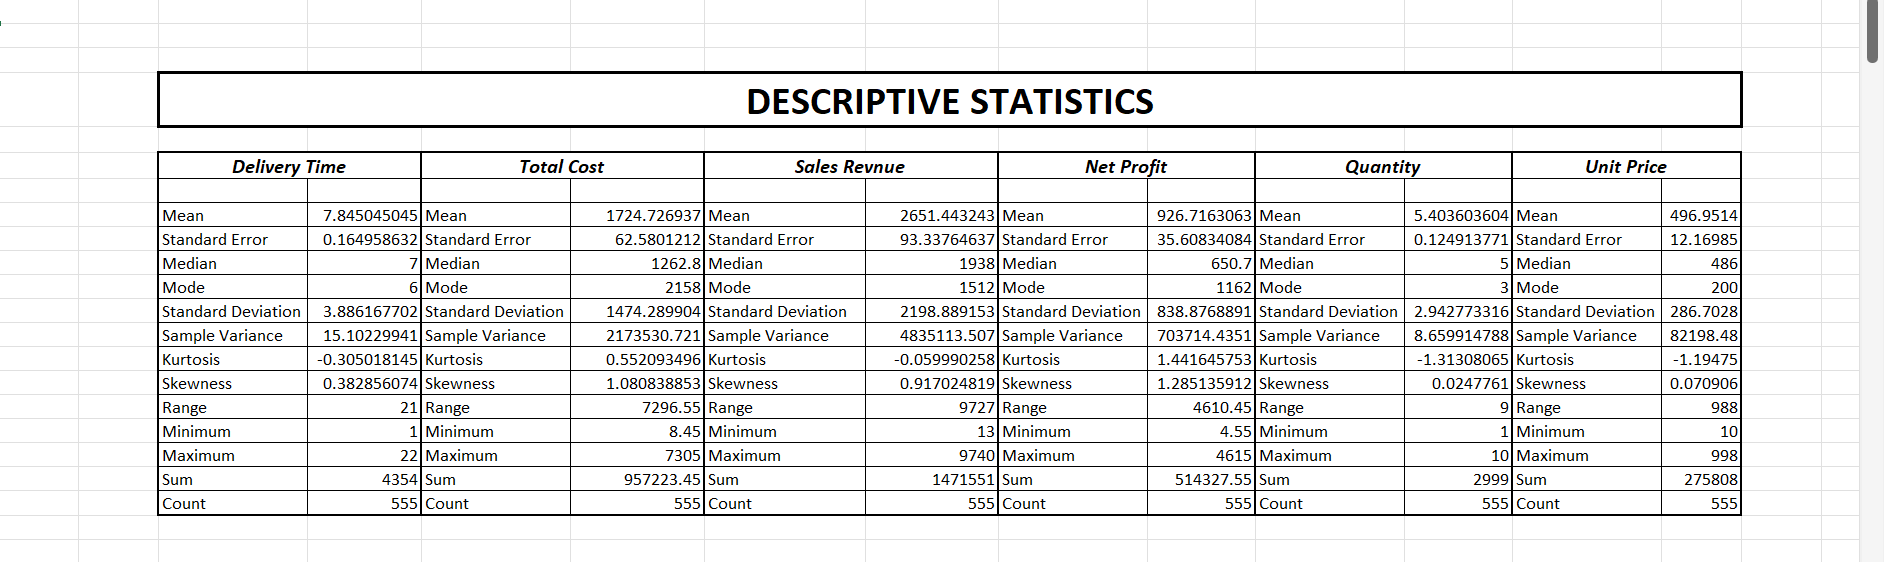 DESCRIPTIVE STATISTICS
Delivery Time Total Cost Sales Revnue Net Profit Quantity Unit Price
Mean 7.845045045 Mean 1724.726937 Mean 2651.443243 Mean 926.7163063 Mean 5.403603604 Mean 496.9514
Standard Error 0.164958632 Standard Error 62.5801212 Standard Error 93.33764637 Standard Error 35.60834084 Standard Error 0.124913771 Standard Error 12.16985
Median 7 Median 1262.8 Median 1938 Median 650.7 Median 5 Median 486
Mode 6 Mode 2158 Mode 1512 Mode 1162 Mode 3 Mode 200
Standard Deviation 3.886167702 Standard Deviation 1474.289904 Standard Deviation 2198.889153 Standard Deviation 838.8768891 Standard Deviation 2.942773316 Standard Deviation 286.7028
Sample Variance 15.10229941 Sample Variance 2173530.721 Sample Variance 4835113.507 Sample Variance 703714.4351 Sample Variance 8.659914788 Sample Variance 82198.48
Kurtosis -0.305018145 Kurtosis 0.552093496 Kurtosis -0.059990258 Kurtosis 1.441645753 Kurtosis -1.31308065 Kurtosis -1.19475
Skewness 0.382856074 Skewness 1.080838853 Skewness 0.917024819 Skewness 1.285135912 Skewness 0.0247761 Skewness 0.070906
Range 21 Range 7296.55 Range 9727 Range 4610.45 Range 9 Range 988
Minimum 1 Minimum 8.45 Minimum 13 Minimum 4.55 Minimum 1 Minimum 10
Maximum 22 Maximum 7305 Maximum 9740 Maximum 4615 Maximum 10 Maximum 998
Sum 4354 Sum 957223.45 Sum 1471551 Sum 514327.55 Sum 2999 Sum 275808
Count 555 Count 555 Count 555 Count 555 Count 555 Count 555